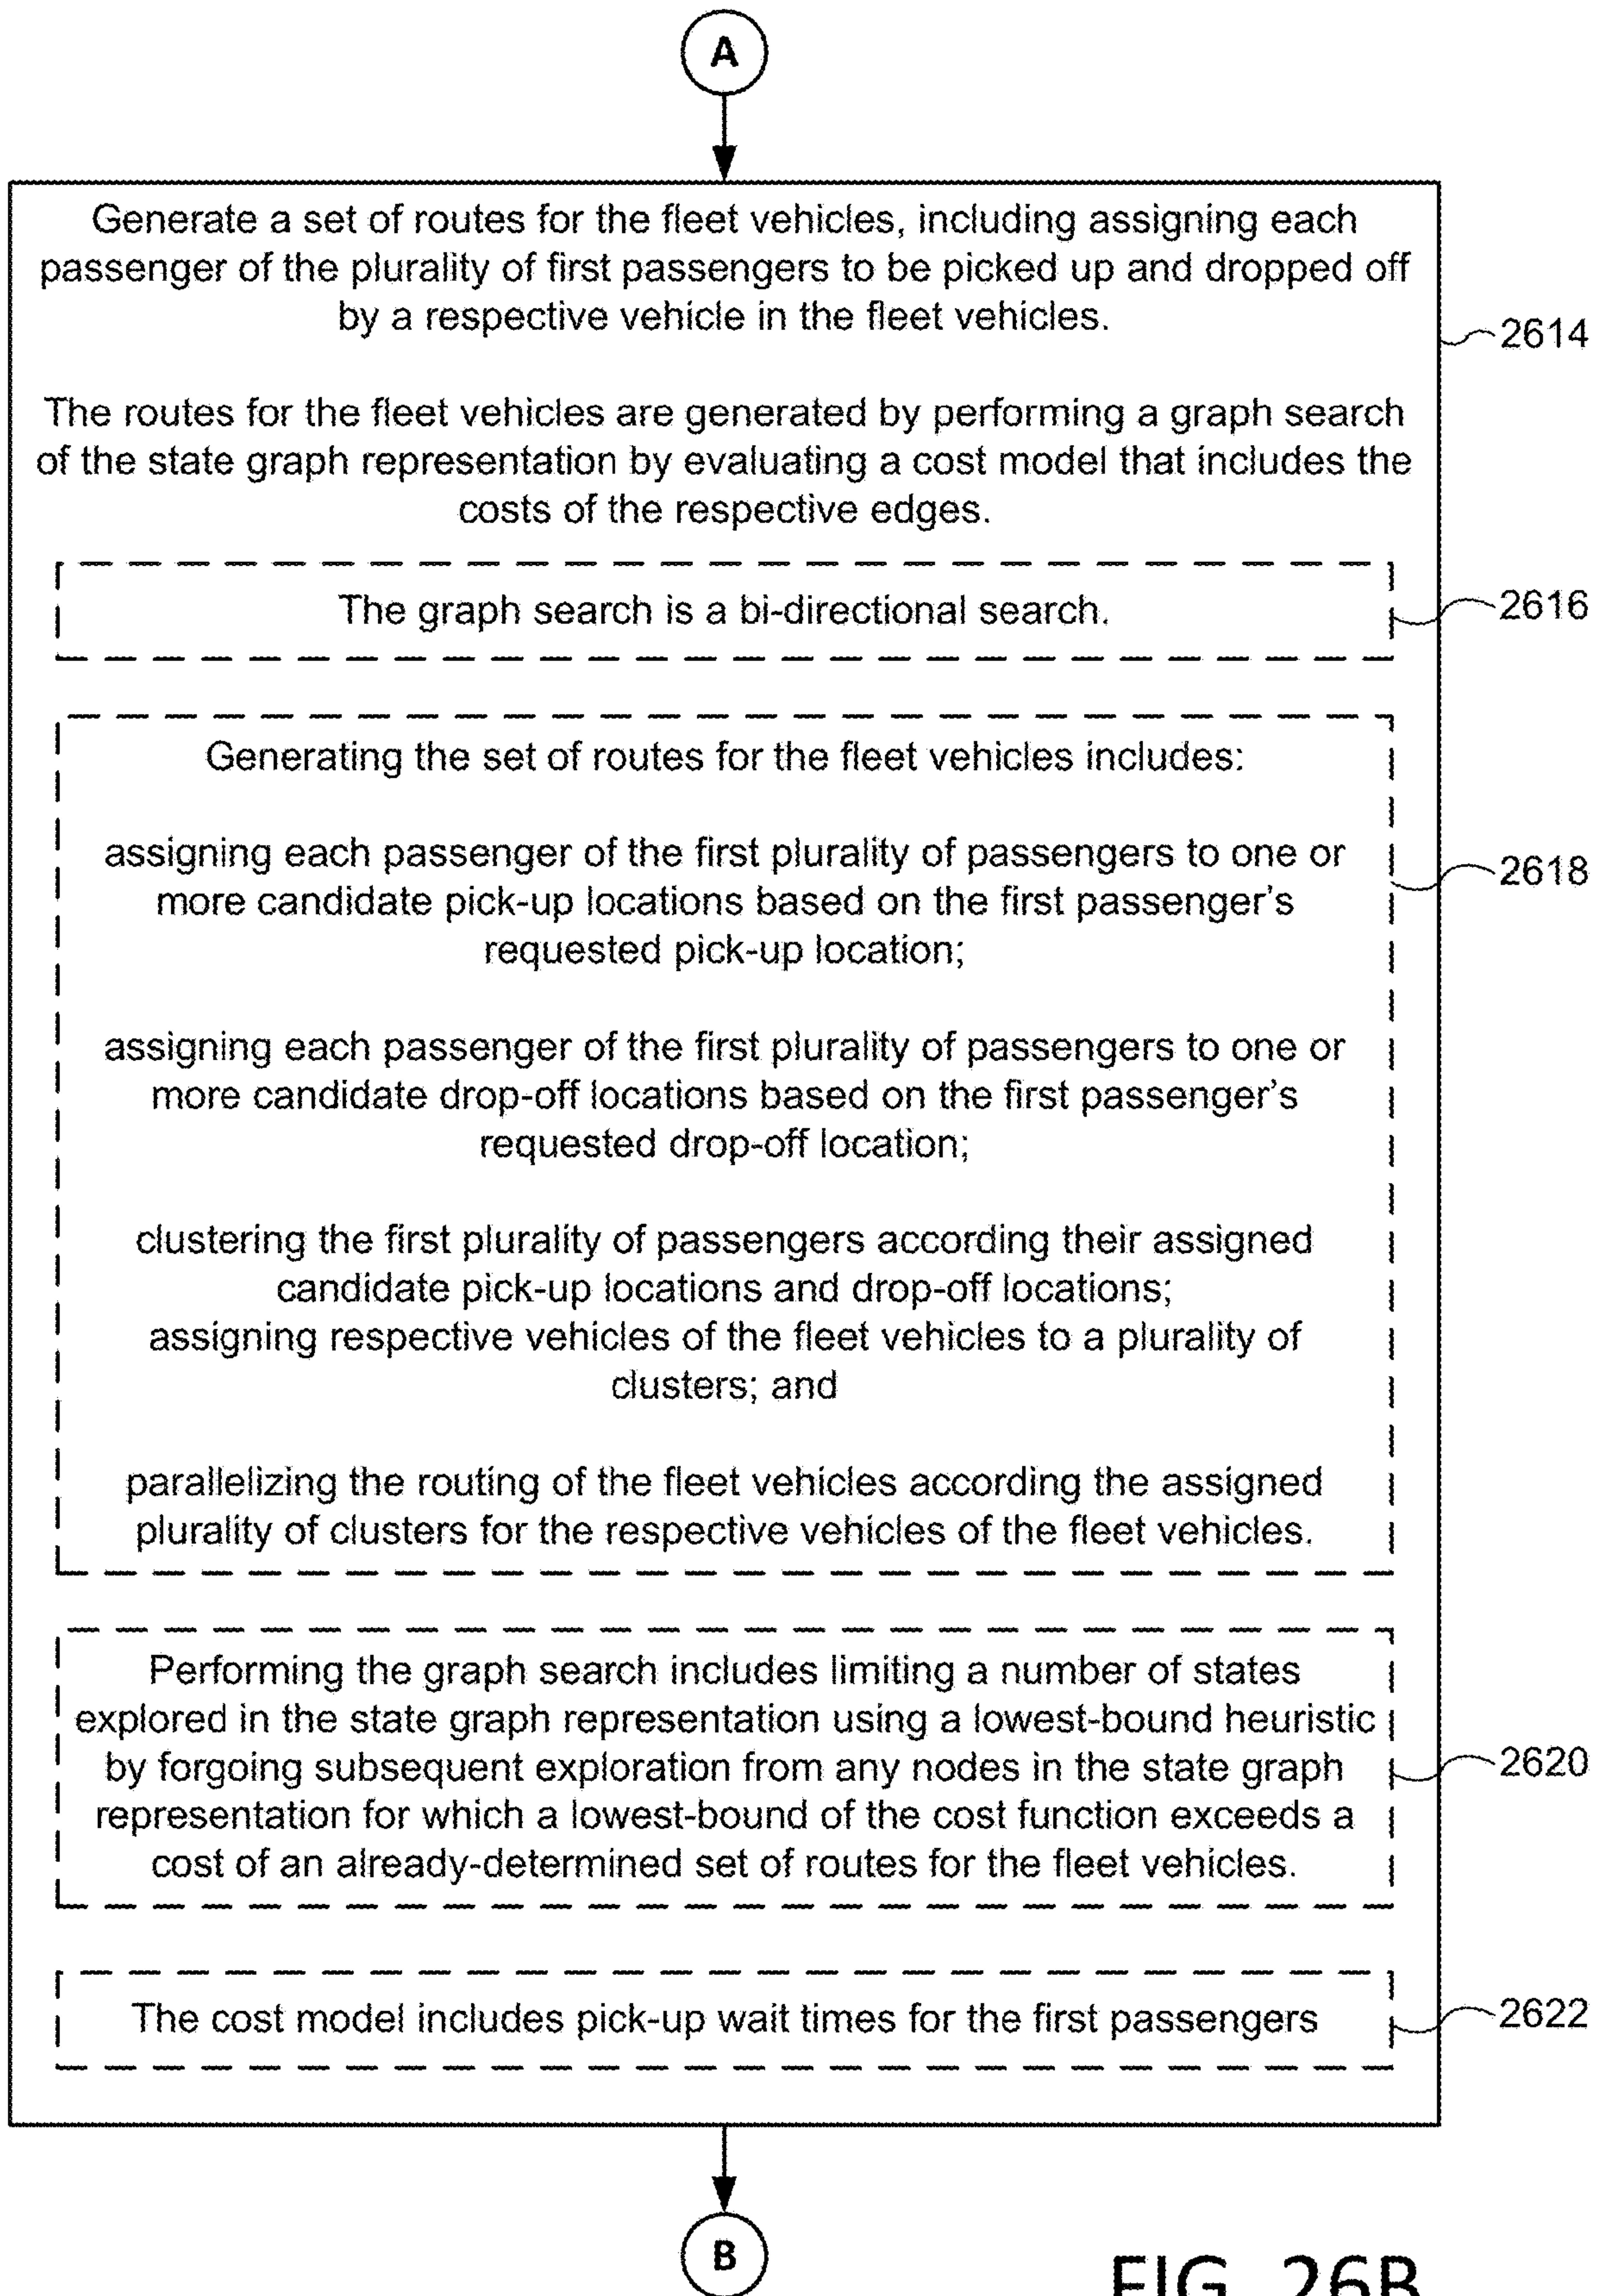 A
Generate a set of routes for the fleet vehicles, including assigning each
passenger of the plurality of first passengers to be picked up and dropped off
by a respective vehicle in the fleet vehicles.
2614
The routes for the fleet vehicles are generated by performing a graph search
of the state graph representation by evaluating a cost model that includes the
costs of the respective edges.
The graph search is a bi-directional search.
2616
Generating the set of routes for the fleet vehicles includes:
assigning each passenger of the first plurality of passengers to one or
more candidate pick-up locations based on the first passenger's
requested pick-up location;
2618
assigning each passenger of the first plurality of passengers to one or
more candidate drop-off locations based on the first passenger's
requested drop-off location;
clustering the first plurality of passengers according their assigned
candidate pick-up locations and drop-off locations;
assigning respective vehicles of the fleet vehicles to a plurality of
clusters; and
parallelizing the routing of the fleet vehicles according the assigned
plurality of clusters for the respective vehicles of the fleet vehicles.
Performing the graph search includes limiting a number of states
explored in the state graph representation using a lowest-bound heuristic
by forgoing subsequent exploration from any nodes in the state graph
representation for which a lowest-bound of the cost function exceeds a
cost of an already-determined set of routes for the fleet vehicles.
2620
The cost model includes pick-up wait times for the first passengers
2622
B
FIG. 26B